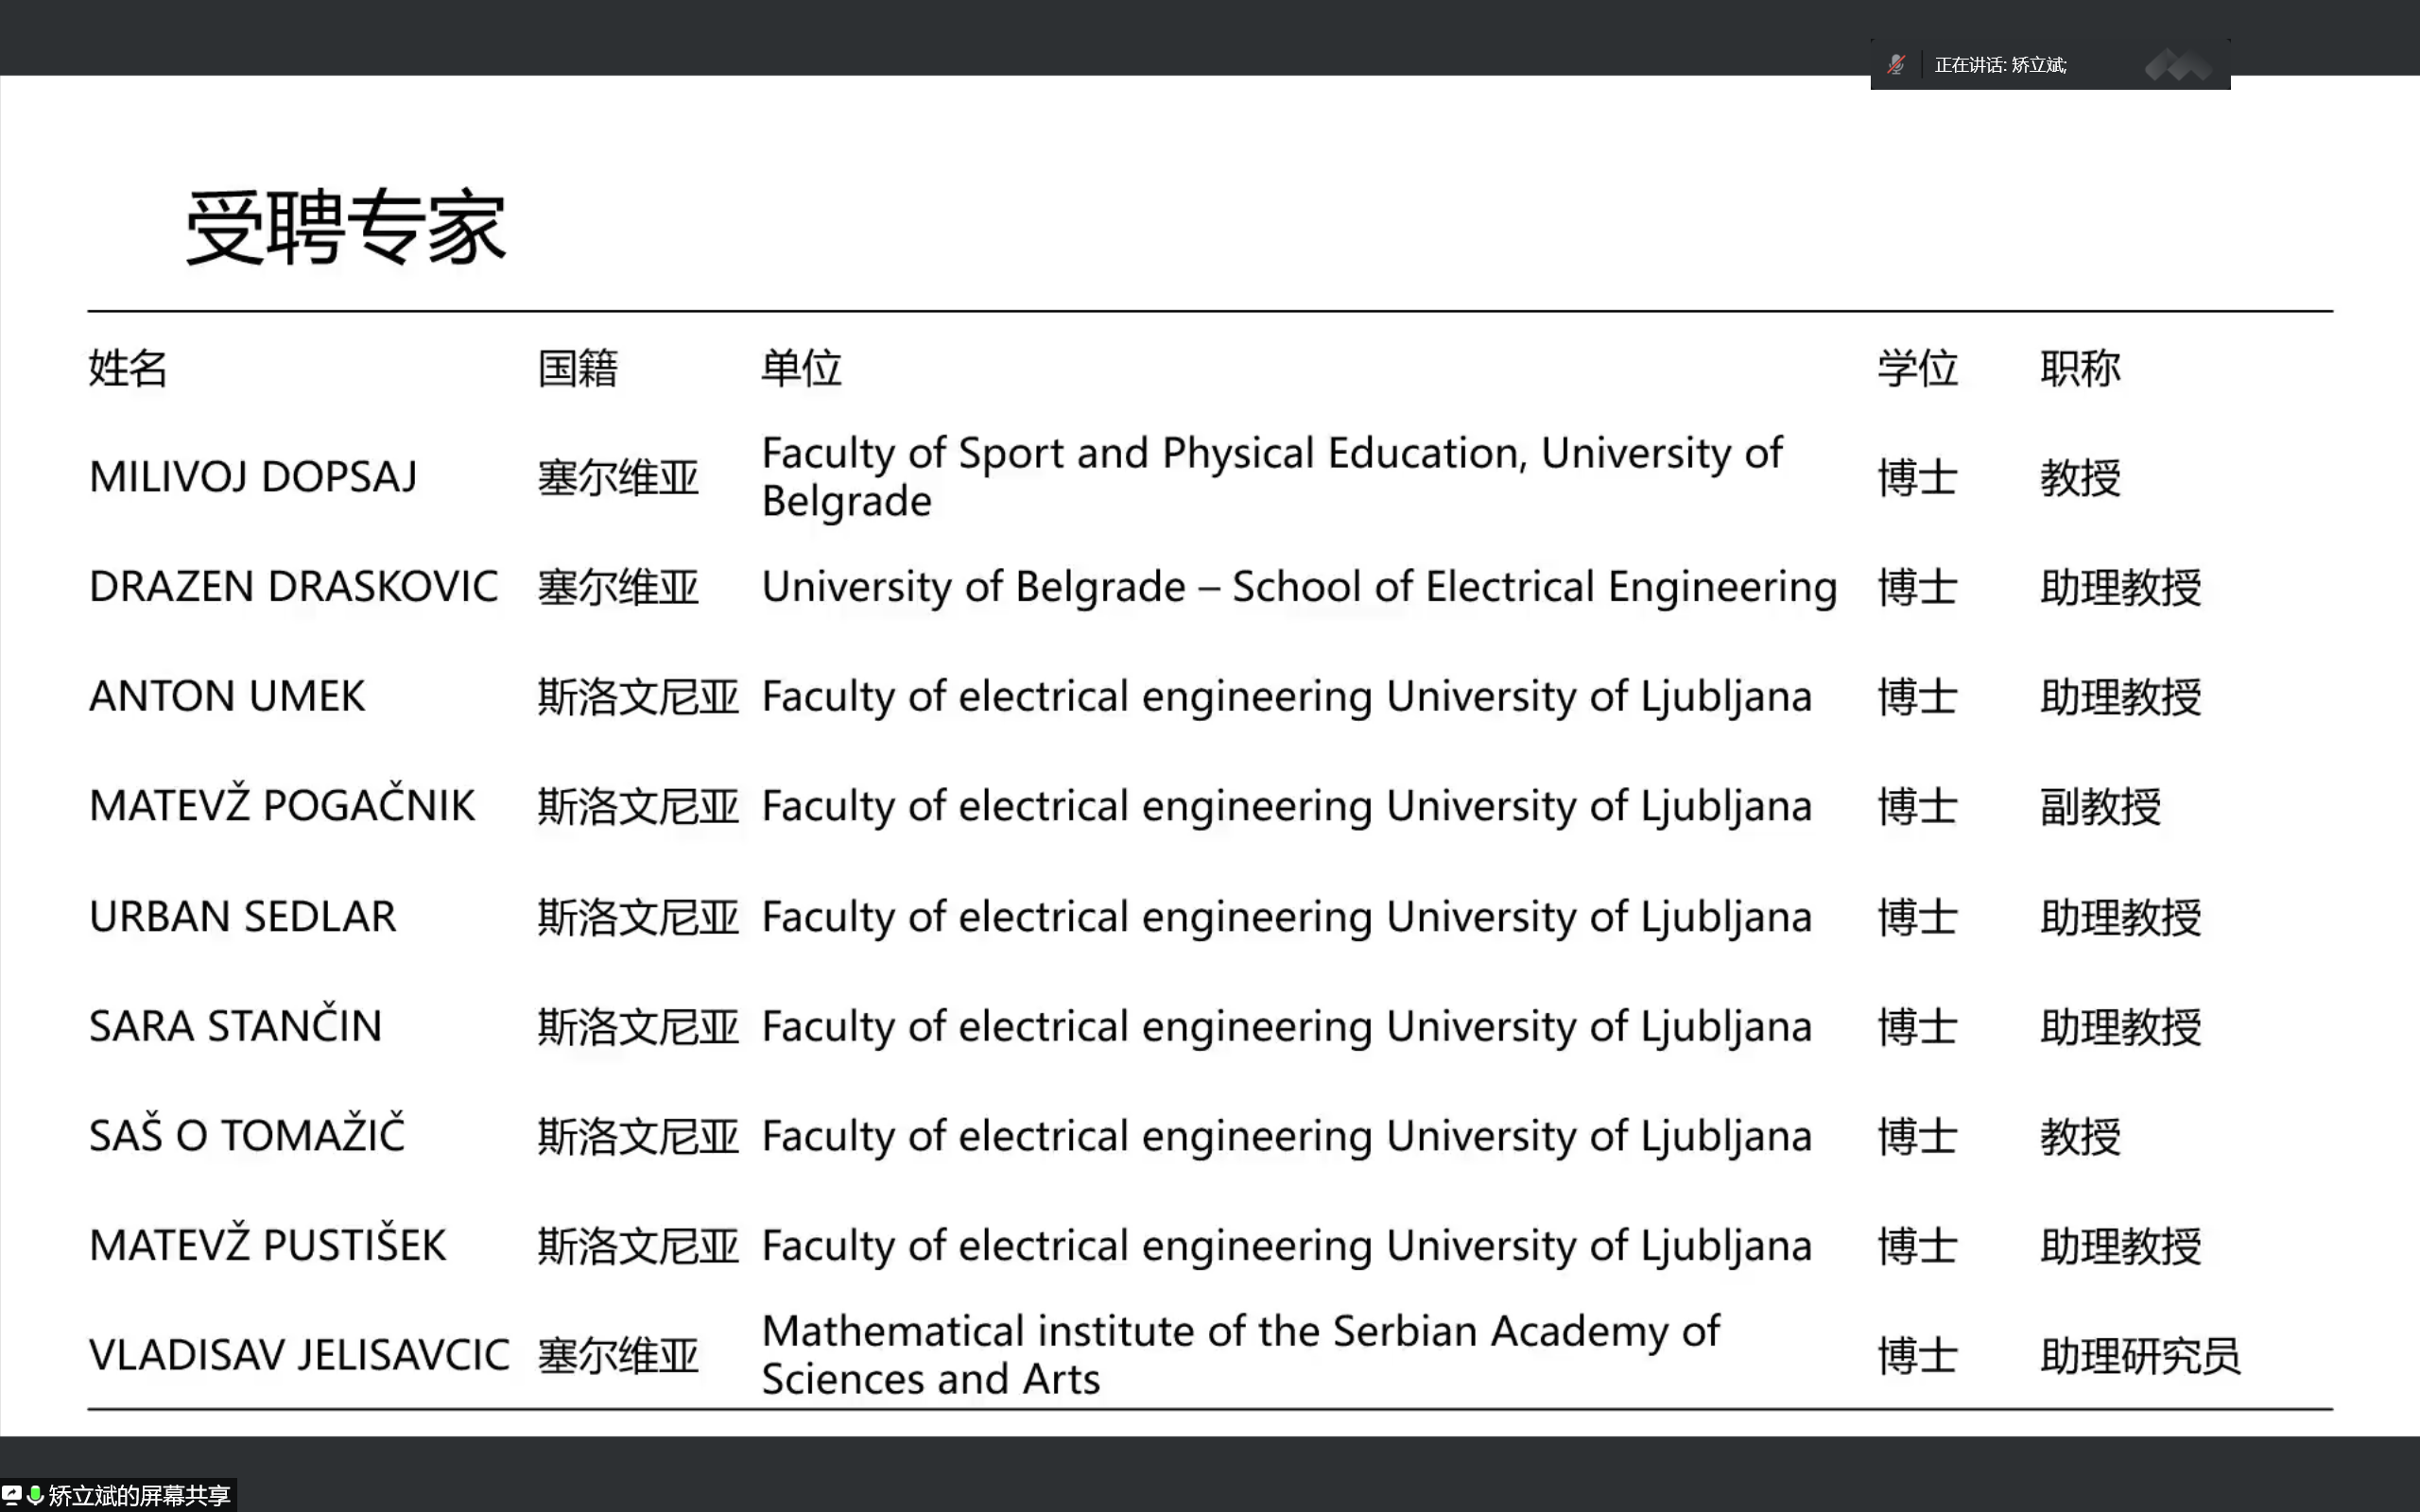 正在讲话: 矫立斌;
受聘专家
姓名 国籍 单位 学位 职称
MILIVOJ DOPSAJ 塞尔维亚 Faculty of Sport and Physical Education, University of Belgrade 博士 教授
DRAZEN DRASKOVIC 塞尔维亚 University of Belgrade – School of Electrical Engineering 博士 助理教授
ANTON UMEK 斯洛文尼亚 Faculty of electrical engineering University of Ljubljana 博士 助理教授
MATEVŽ POGAČNIK 斯洛文尼亚 Faculty of electrical engineering University of Ljubljana 博士 副教授
URBAN SEDLAR 斯洛文尼亚 Faculty of electrical engineering University of Ljubljana 博士 助理教授
SARA STANČIN 斯洛文尼亚 Faculty of electrical engineering University of Ljubljana 博士 助理教授
SAŠ O TOMAŽIČ 斯洛文尼亚 Faculty of electrical engineering University of Ljubljana 博士 教授
MATEVŽ PUSTIŠEK 斯洛文尼亚 Faculty of electrical engineering University of Ljubljana 博士 助理教授
VLADISAV JELISAVCIC 塞尔维亚 Mathematical institute of the Serbian Academy of Sciences and Arts 博士 助理研究员
矫立斌的屏幕共享